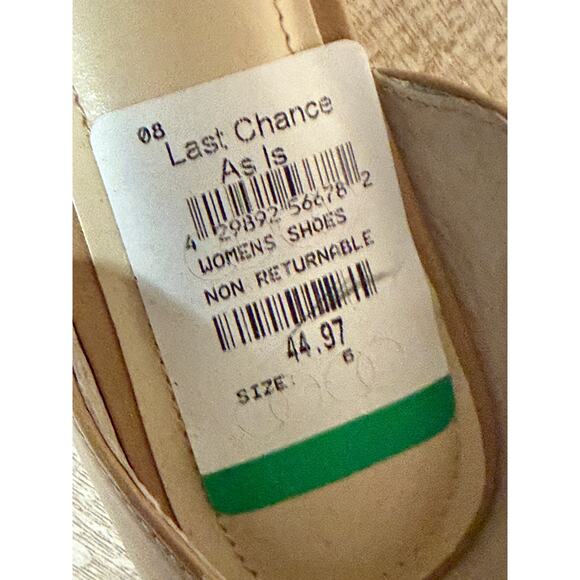 08
Last Chance
As Is
4 29892 56678 2
WOMENS SHOES
NON RETURNABLE
44.97
SIZE: 6